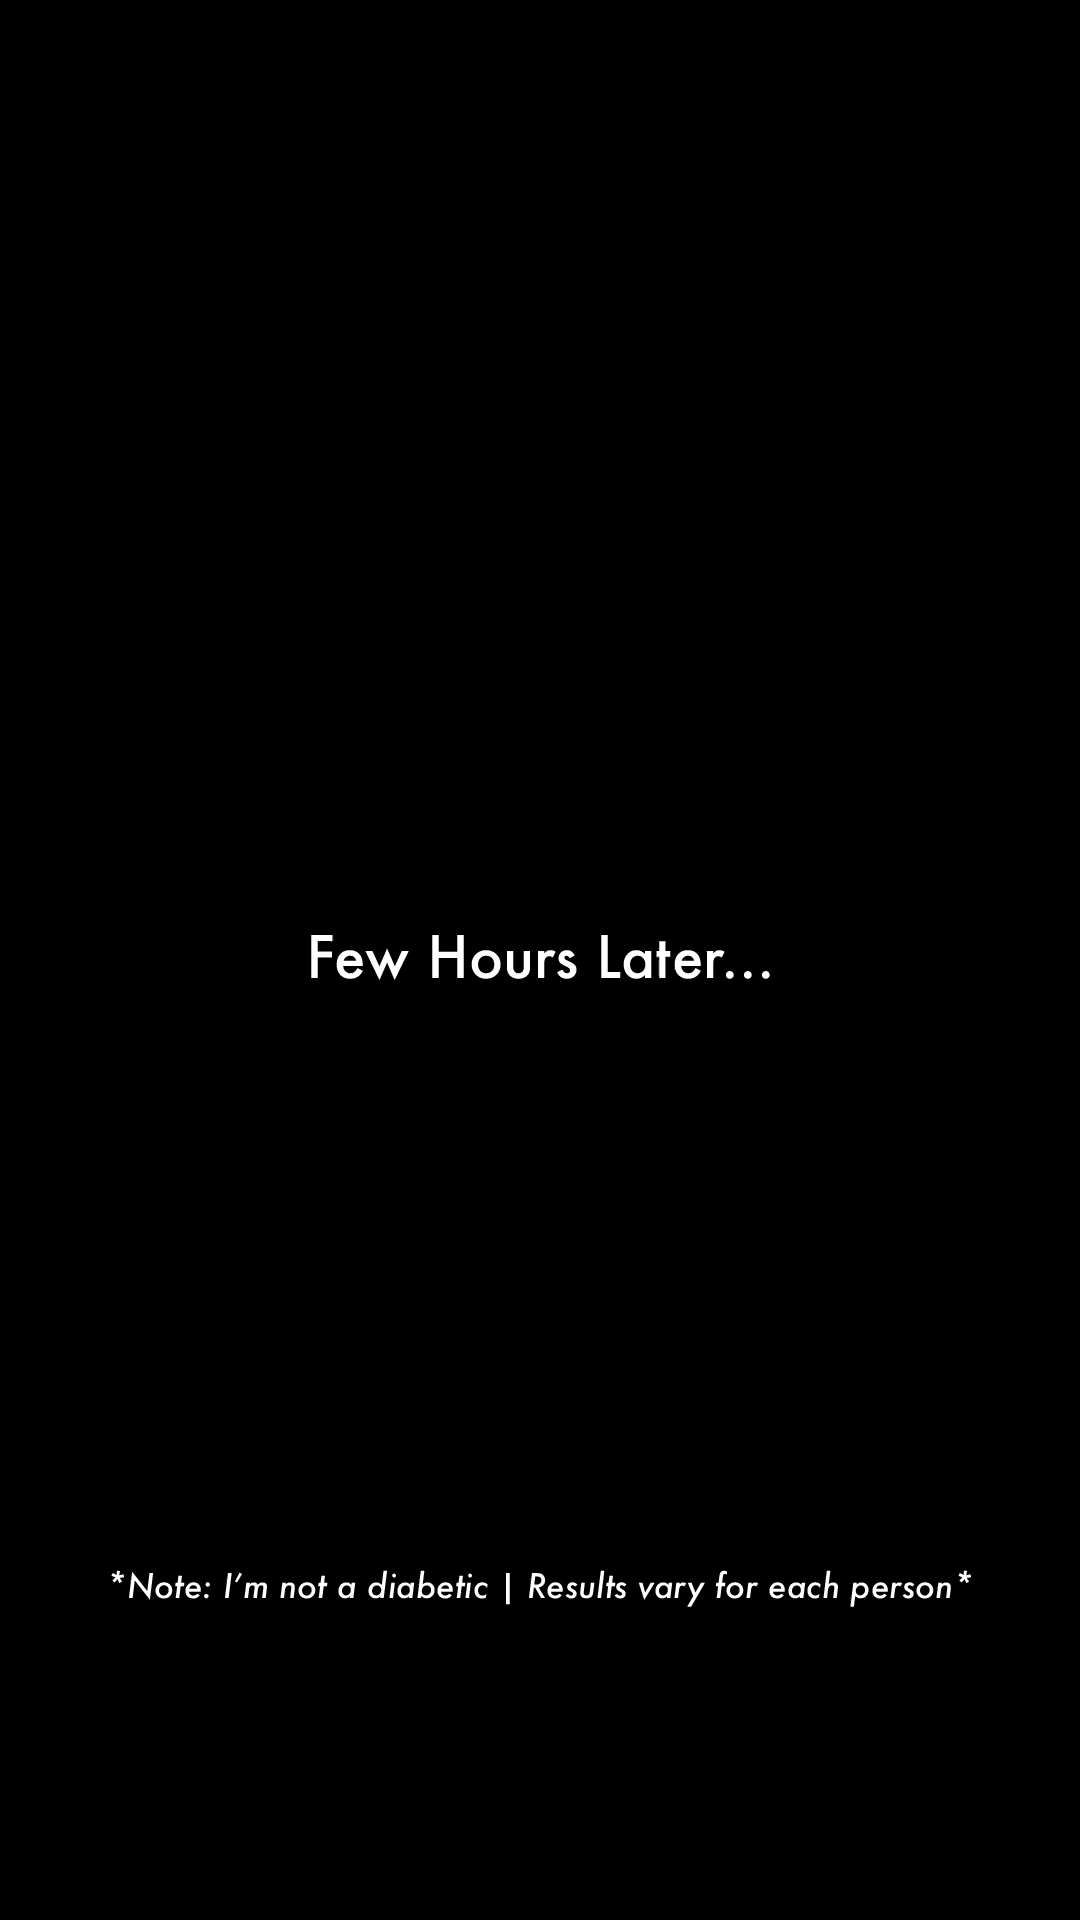 Few Hours Later...
*Note: I’m not a diabetic | Results vary for each person*